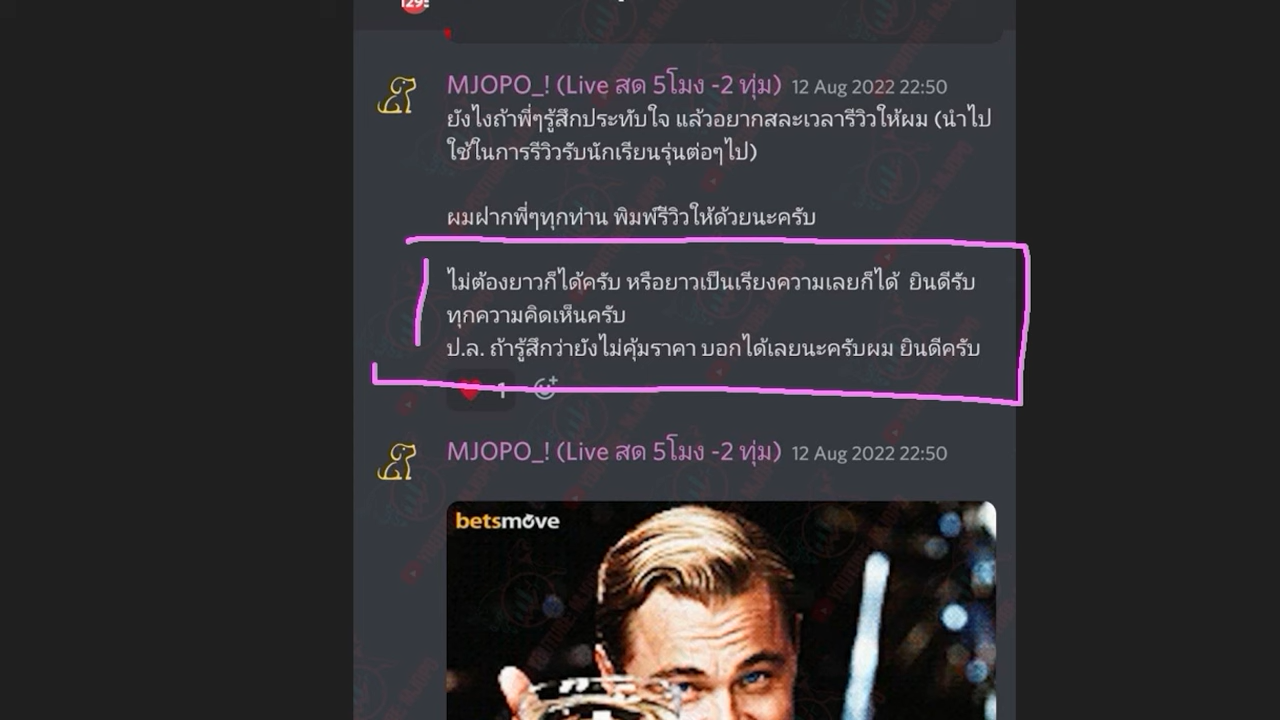 MJOPO_! (Live สด 5โมง -2 ทุ่ม) 12 Aug 2022 22:50
ยังไงถ้าพี่ๆรู้สึกประทับใจ แล้วอยากสละเวลารีวิวให้ผม (นำไป
ใช้ในการรีวิวรับนักเรียนรุ่นต่อๆไป)
ผมฝากพี่ๆทุกท่าน พิมพ์รีวิวให้ด้วยนะครับ
ไม่ต้องยาวก็ได้ครับ หรือยาวเป็นเรียงความเลยก็ได้ ยินดีรับ
ทุกความคิดเห็นครับ
ป.ล. ถ้ารู้สึกว่ายังไม่คุ้มราคา บอกได้เลยนะครับผม ยินดีครับ
1
MJOPO_! (Live สด 5โมง -2 ทุ่ม) 12 Aug 2022 22:50
betsmove